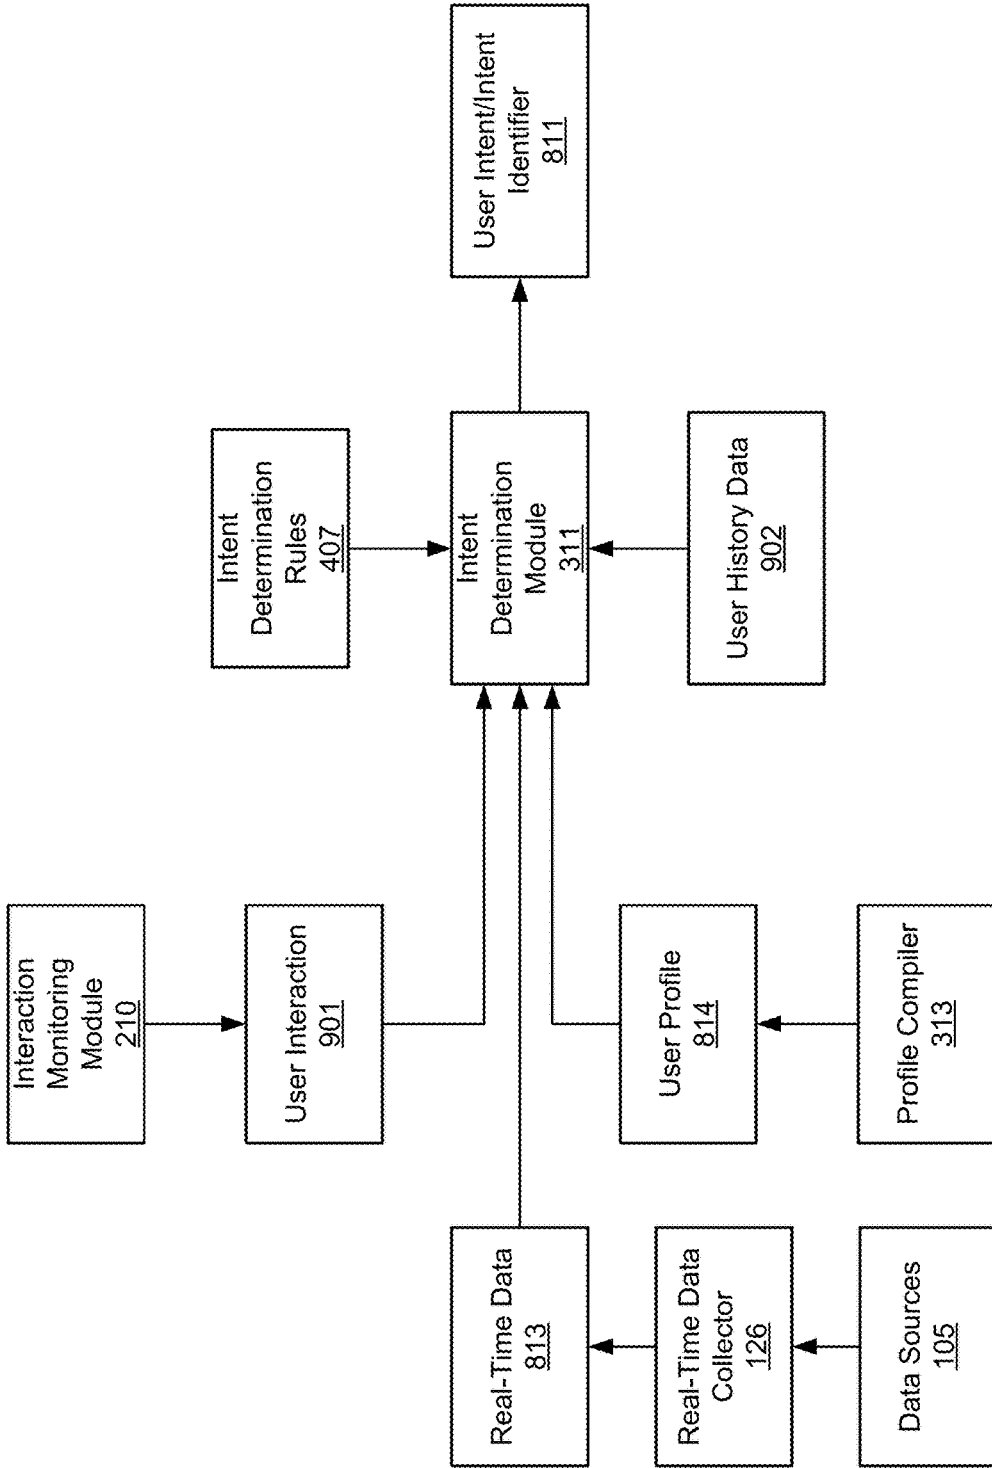 Interaction
Monitoring
Module
210
User Interaction
901
Real-Time Data
813
Real-Time Data
Collector
126
Data Sources
105
User Profile
814
Profile Compiler
313
Intent
Determination
Rules
407
Intent
Determination
Module
311
User History Data
902
User Intent/Intent
Identifier
811